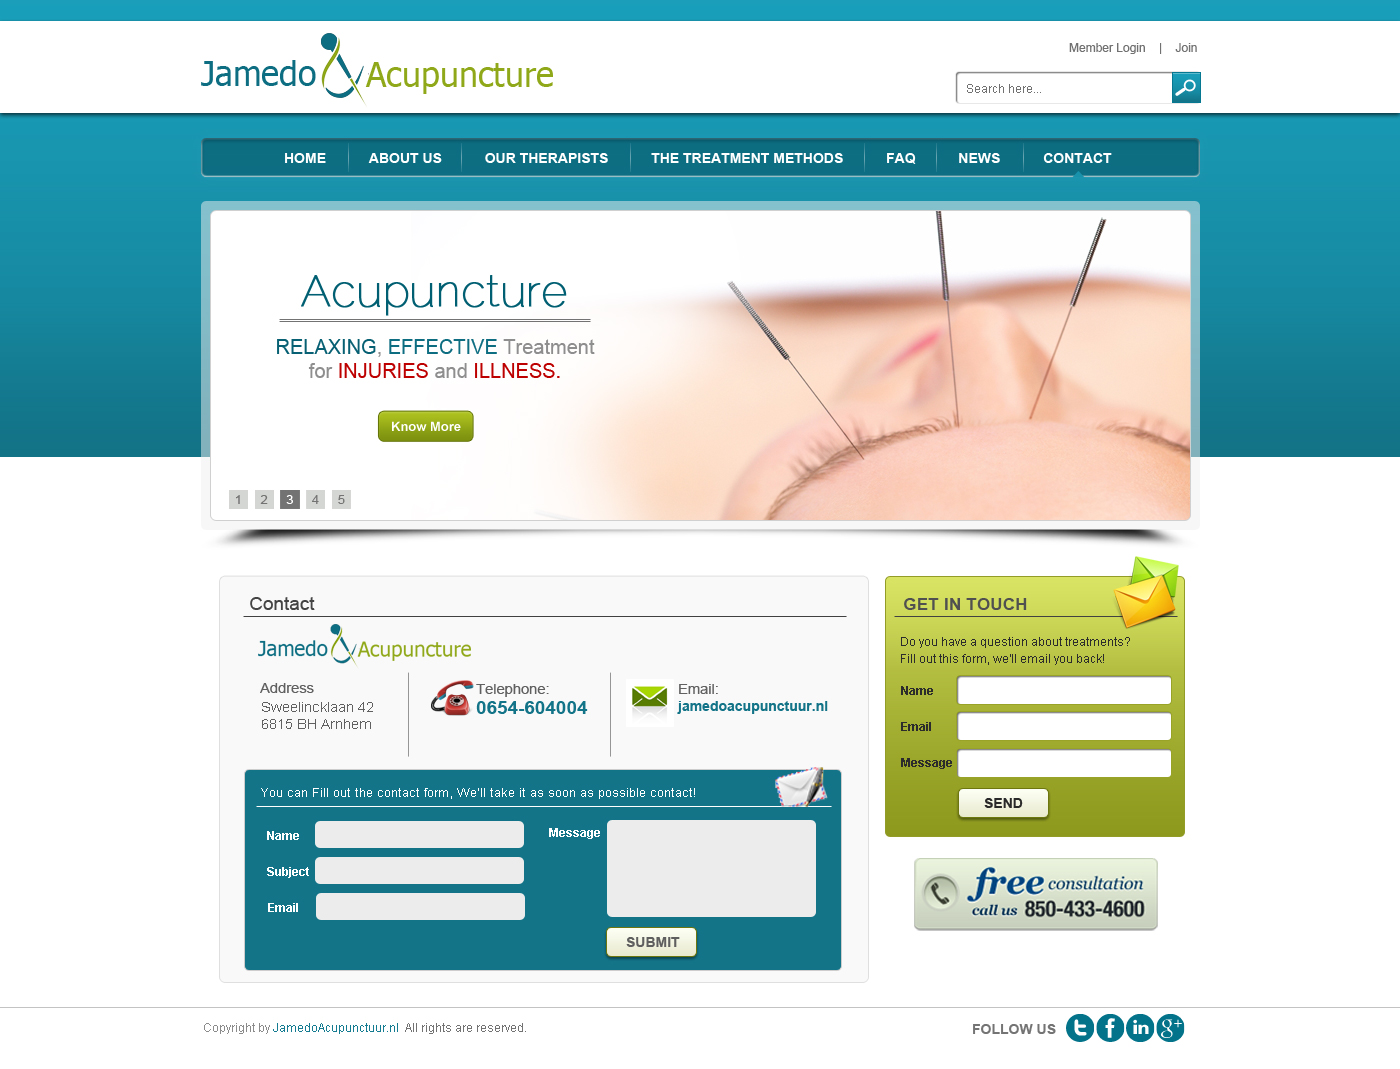 Jamedo Acupuncture
Member Login | Join
Search here...
HOME
ABOUT US
OUR THERAPISTS
THE TREATMENT METHODS
FAQ
NEWS
CONTACT
Acupuncture
RELAXING, EFFECTIVE Treatment
for INJURIES and ILLNESS.
Know More
1 2 3 4 5
Contact
Jamedo Acupuncture
Address
Sweelincklaan 42
6815 BH Arnhem
Telephone:
0654-604004
Email:
jamedoacupunctuur.nl
You can Fill out the contact form, We'll take it as soon as possible contact!
Name
Subject
Email
Message
SUBMIT
GET IN TOUCH
Do you have a question about treatments?
Fill out this form, we'll email you back!
Name
Email
Message
SEND
free consultation
call us 850-433-4600
Copyright by JamedoAcupunctuur.nl All rights are reserved.
FOLLOW US